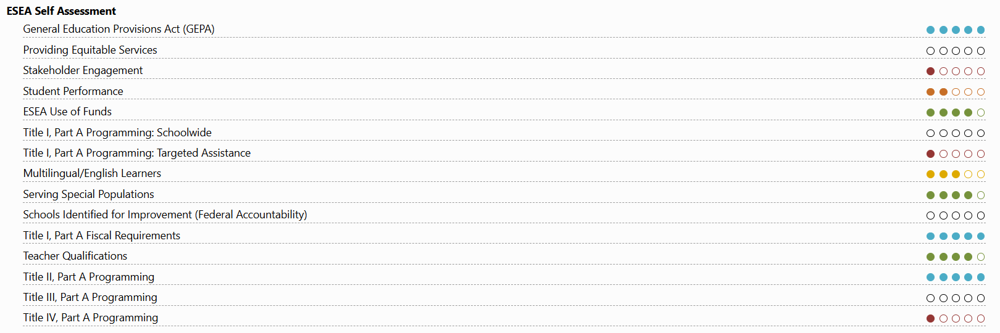 ESEA Self Assessment
General Education Provisions Act (GEPA)
Providing Equitable Services
Stakeholder Engagement
Student Performance
ESEA Use of Funds
Title I, Part A Programming: Schoolwide
Title I, Part A Programming: Targeted Assistance
Multilingual/English Learners
Serving Special Populations
Schools Identified for Improvement (Federal Accountability)
Title I, Part A Fiscal Requirements
Teacher Qualifications
Title II, Part A Programming
Title III, Part A Programming
Title IV, Part A Programming